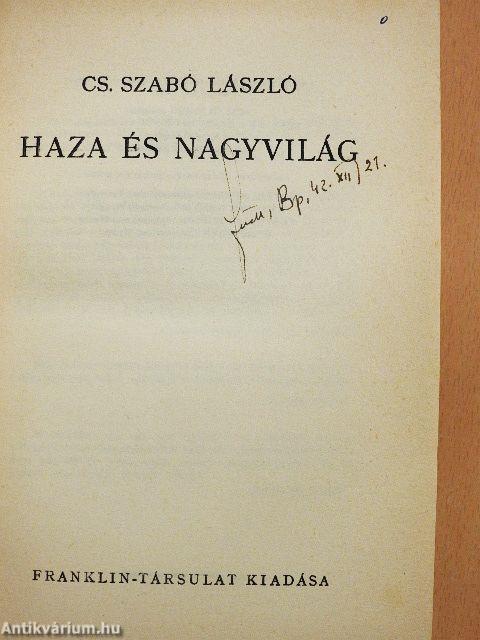 CS. SZABÓ LÁSZLÓ
HAZA ÉS NAGYVILÁG
Bp, 42. XII/21.
FRANKLIN-TÁRSULAT KIADÁSA
Antikvárium.hu